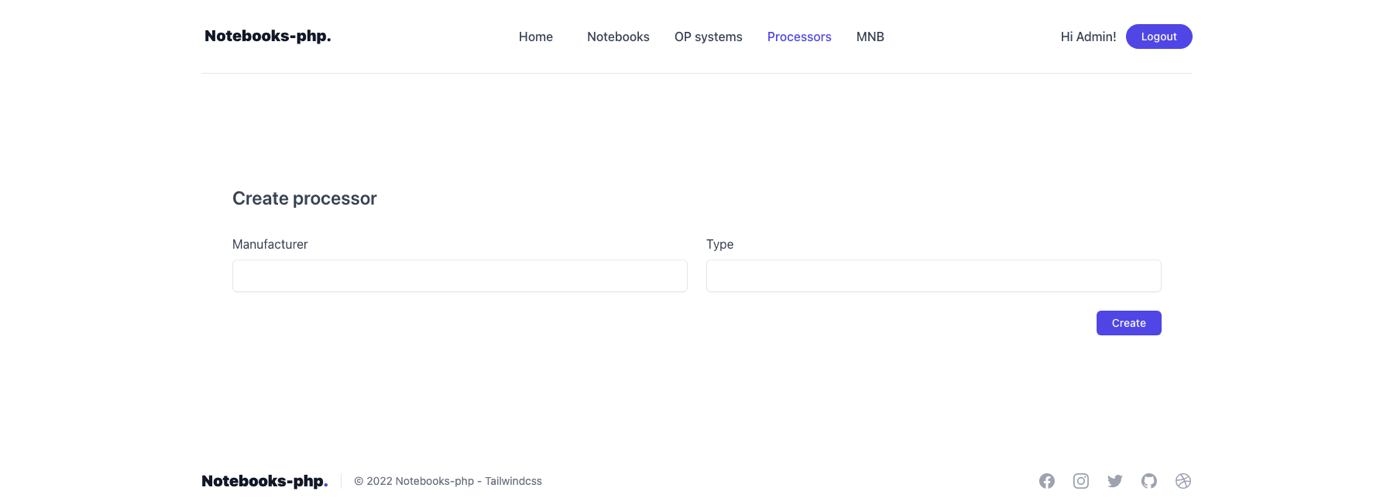 Notebooks-php.
Home Notebooks OP systems Processors MNB
Hi Admin! Logout
Create processor
Manufacturer Type
Create
Notebooks-php. © 2022 Notebooks-php - Tailwindcss